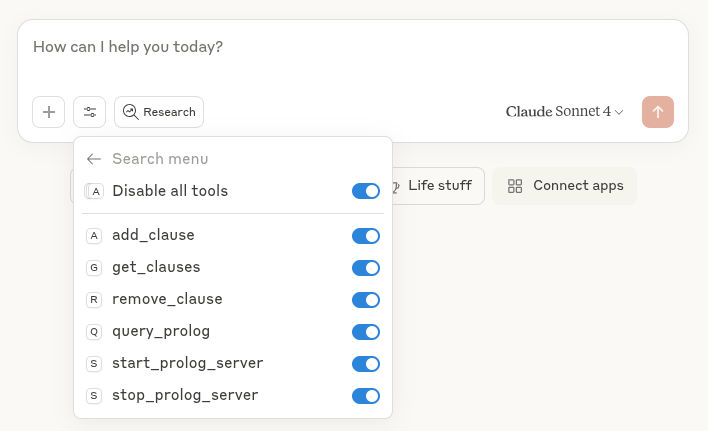 How can I help you today?
Research
Claude Sonnet 4
Search menu
A Disable all tools
Life stuff
Connect apps
A add_clause
G get_clauses
R remove_clause
Q query_prolog
S start_prolog_server
S stop_prolog_server